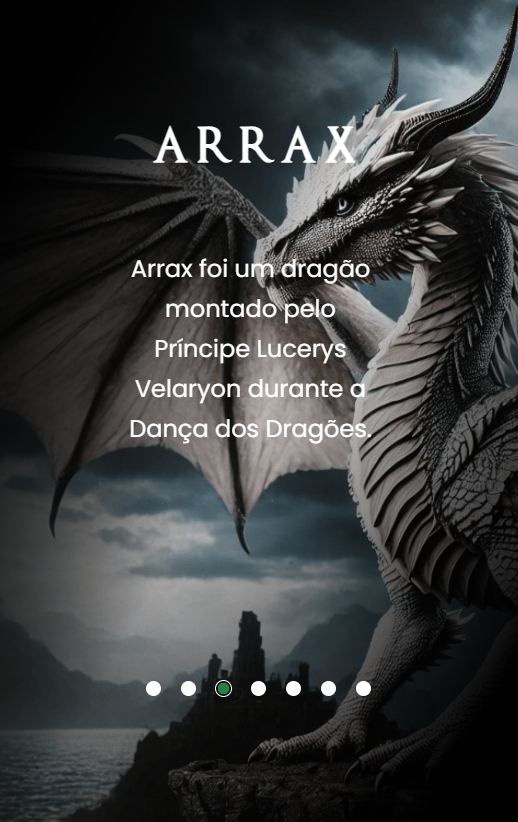 ARRAX
Arrax foi um dragão
montado pelo
Príncipe Lucerys
Velaryon durante a
Dança dos Dragões.